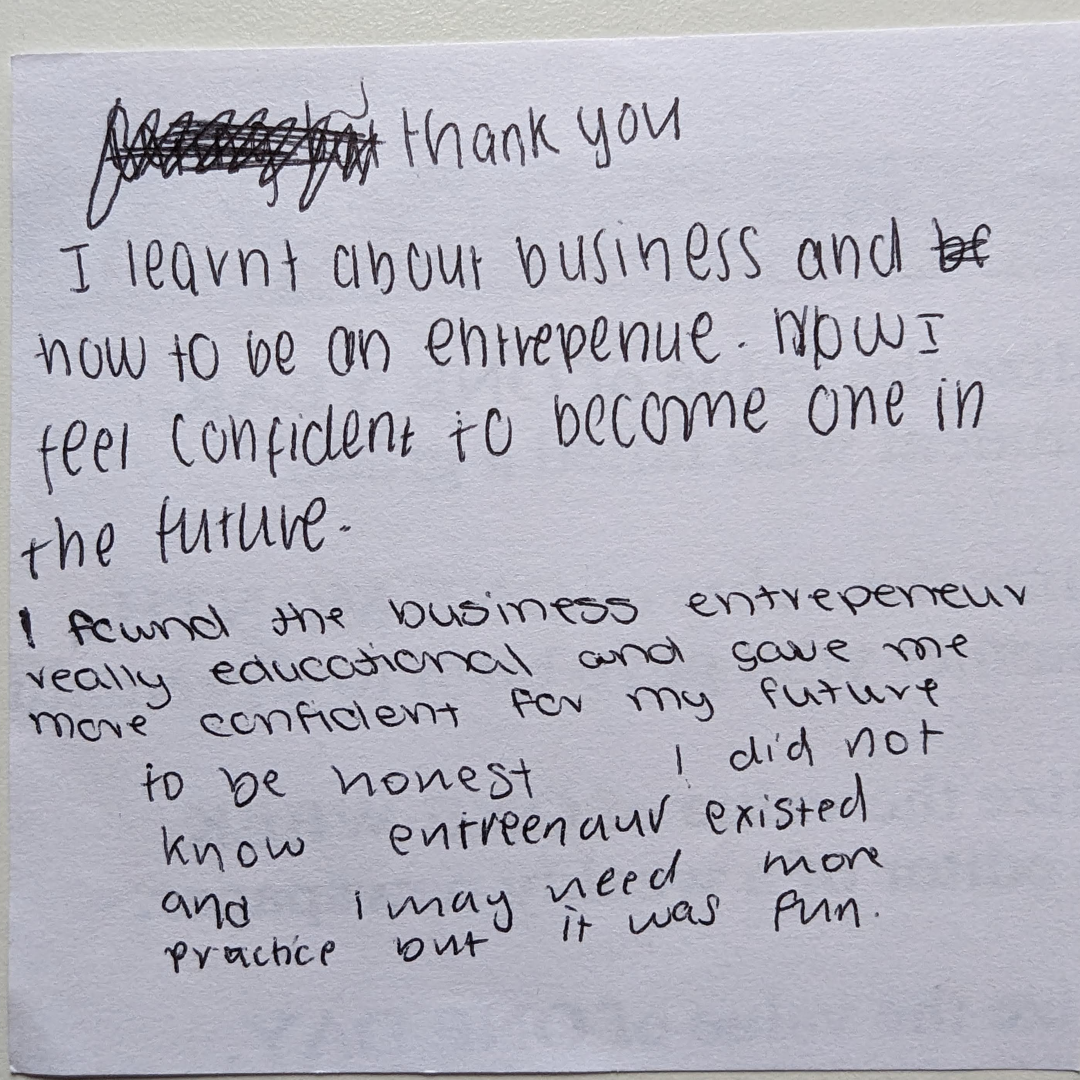 thank you
I learnt about business and
how to be an entrepenue. Now I
feel confident to become one in
the future.
I found the business entrepeneur
really educational and gave me
more confident for my future
to be honest I did not
know entreenaur existed
and i may need more
practice but it was fun.